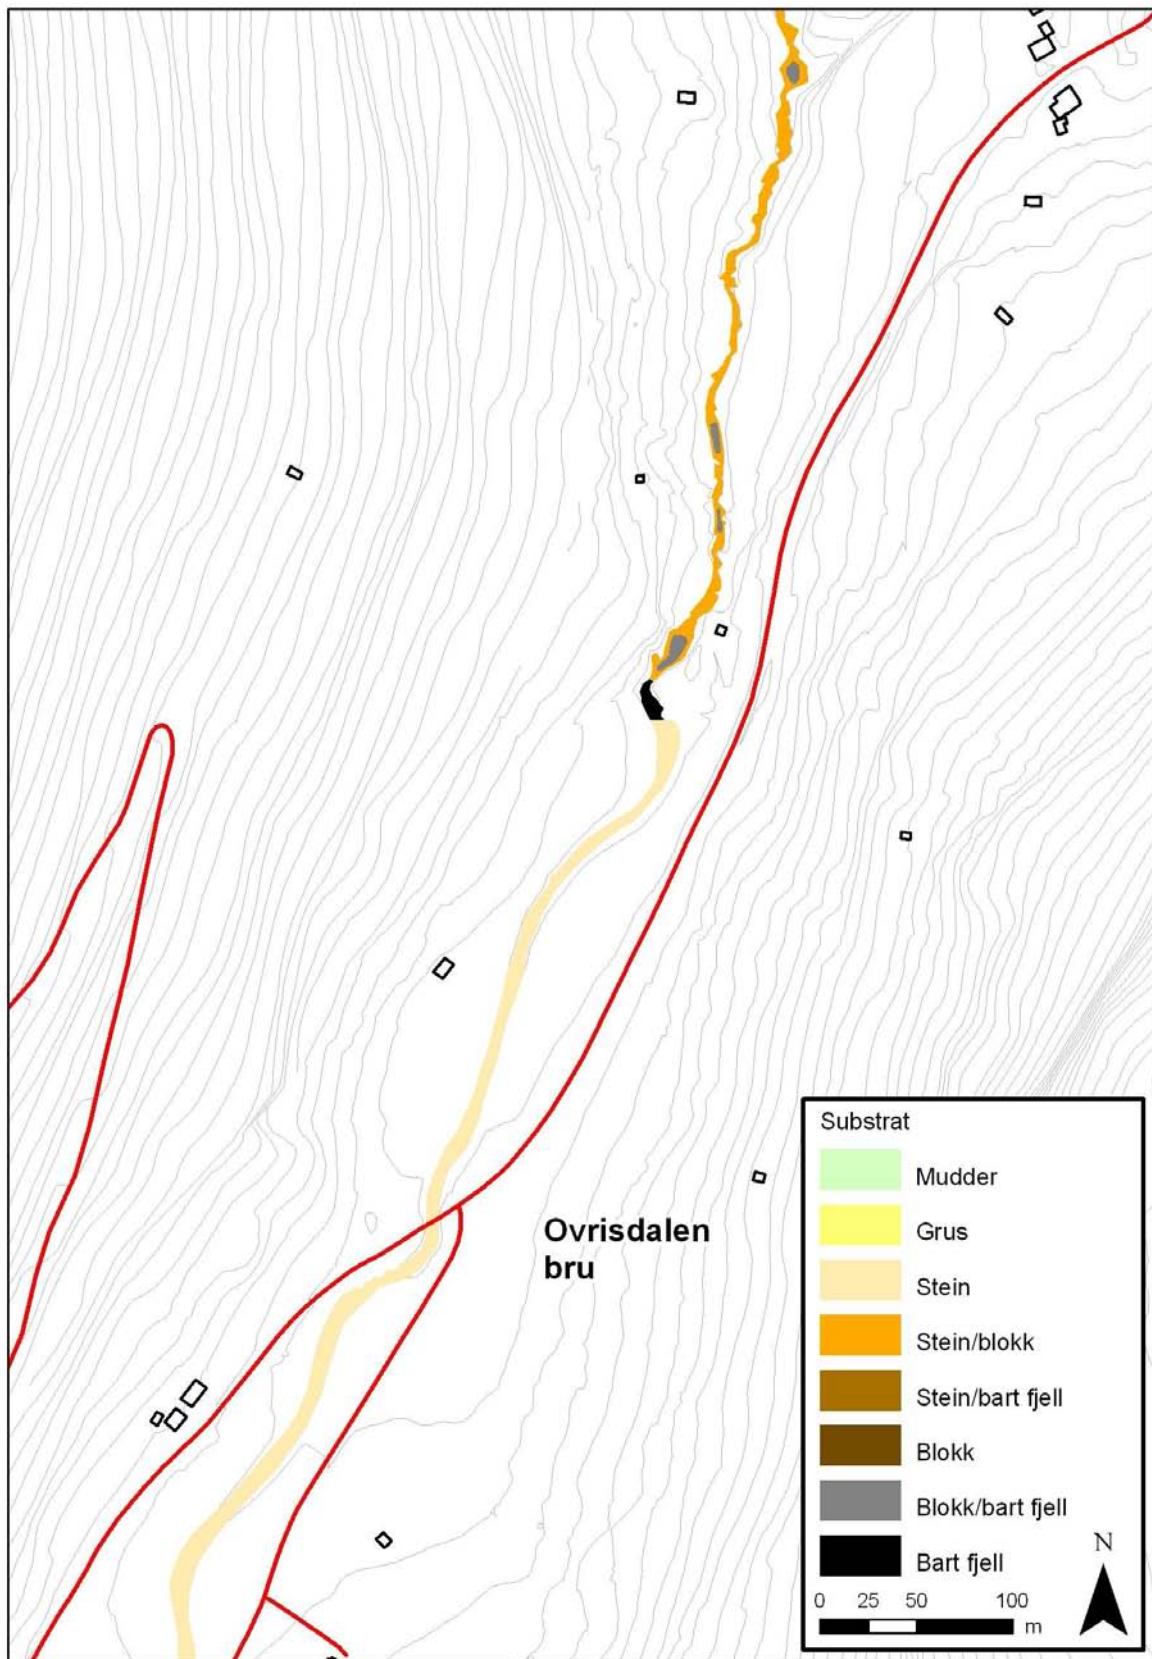 Ovrisdalen
bru
Substrat
Mudder
Grus
Stein
Stein/blokk
Stein/bart fjell
Blokk
Blokk/bart fjell
Bart fjell
N
0 25 50 100
m